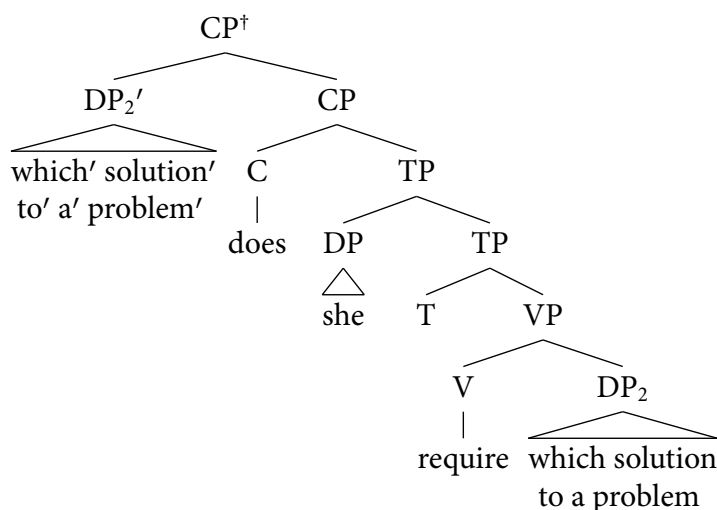 CP†
DP₂′ CP
which′ solution′
to′ a′ problem′
C TP
does DP TP
she T VP
V DP₂
require which solution
to a problem